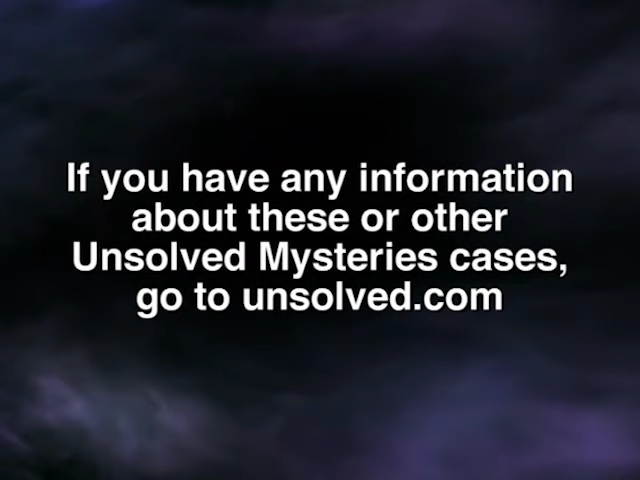 If you have any information
about these or other
Unsolved Mysteries cases,
go to unsolved.com